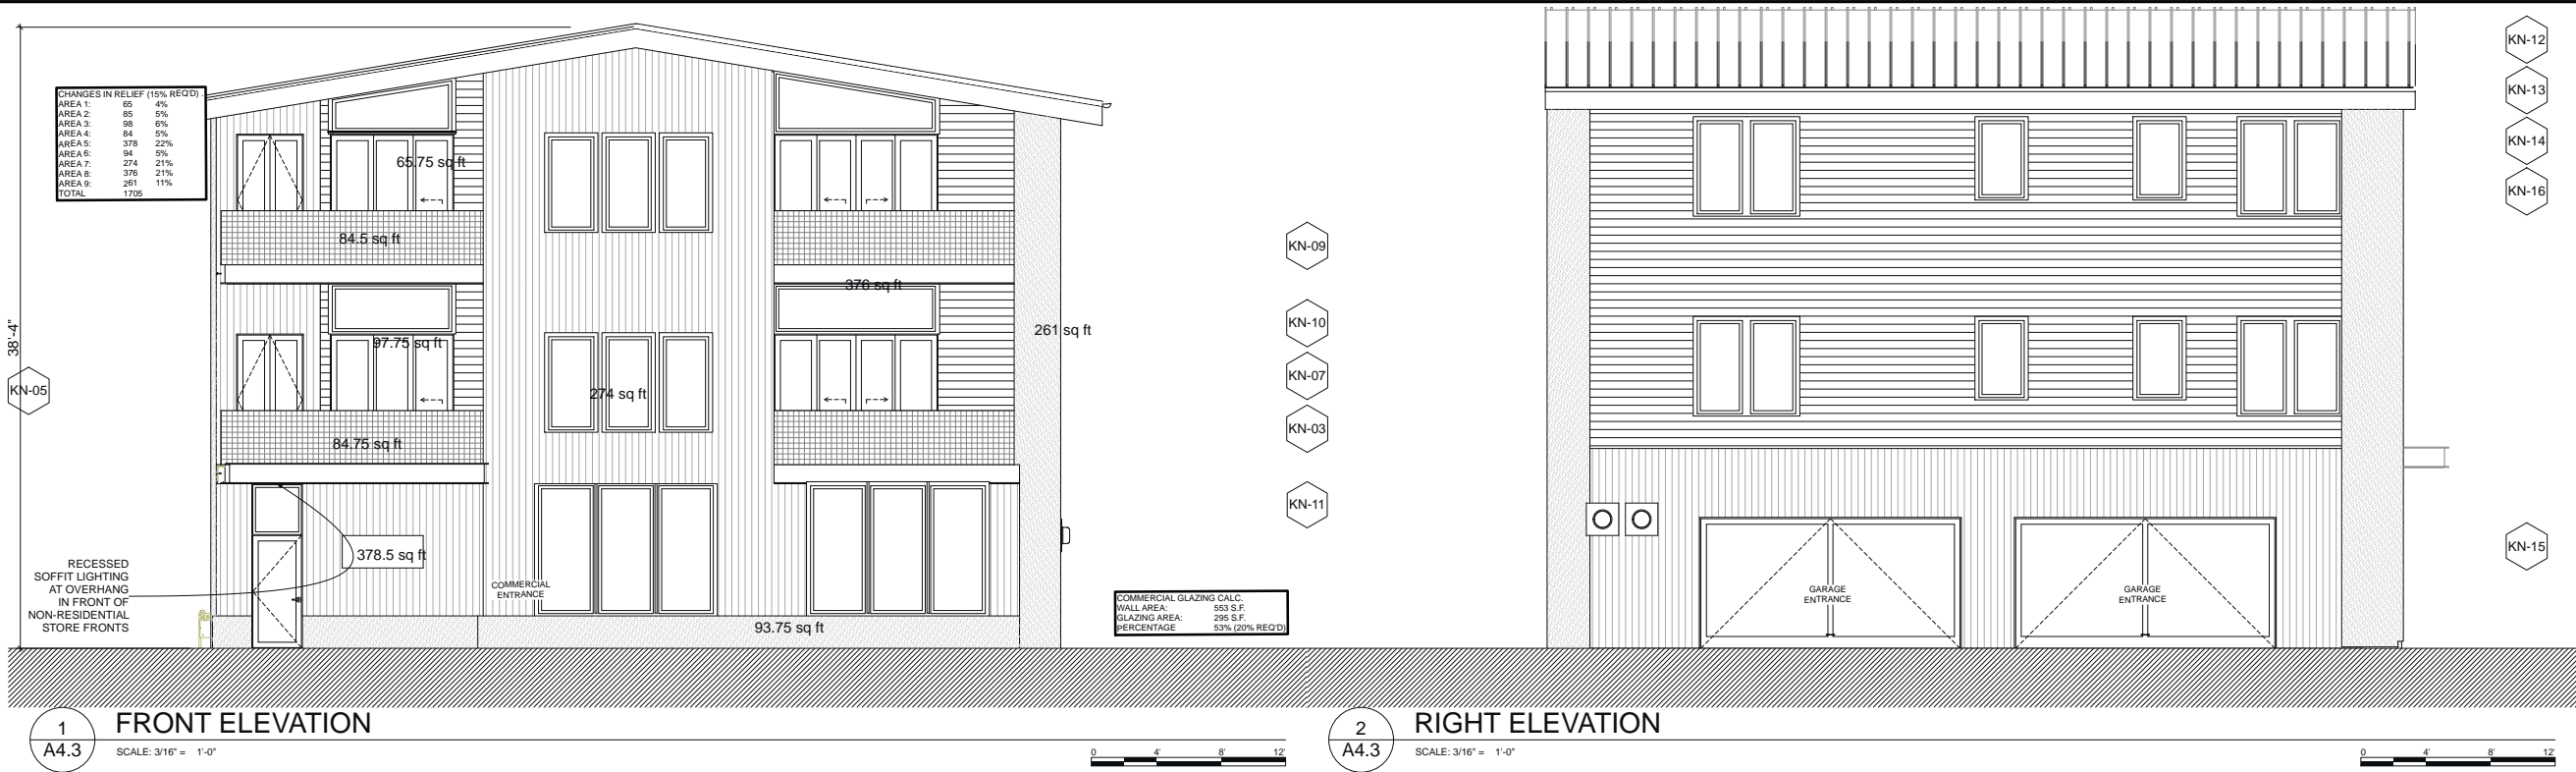 CHANGES IN RELIEF (15% REQ'D) :
AREA 1: 65 4%
AREA 2: 85 5%
AREA 3: 98 6%
AREA 4: 84 5%
AREA 5: 378 22%
AREA 6: 94 5%
AREA 7: 274 21%
AREA 8: 376 21%
AREA 9: 261 11%
TOTAL 1705
38'-4"
KN-05
65.75 sq ft
84.5 sq ft
376 sq ft
97.75 sq ft
261 sq ft
274 sq ft
84.75 sq ft
378.5 sq ft
93.75 sq ft
RECESSED
SOFFIT LIGHTING
AT OVERHANG
IN FRONT OF
NON-RESIDENTIAL
STORE FRONTS
COMMERCIAL
ENTRANCE
COMMERCIAL GLAZING CALC.
WALL AREA: 553 S.F.
GLAZING AREA: 295 S.F.
PERCENTAGE 53% (20% REQ'D)
KN-09
KN-10
KN-07
KN-03
KN-11
GARAGE
ENTRANCE
GARAGE
ENTRANCE
KN-12
KN-13
KN-14
KN-16
KN-15
1
A4.3
FRONT ELEVATION
SCALE: 3/16" = 1'-0"
0 4' 8' 12'
2
A4.3
RIGHT ELEVATION
SCALE: 3/16" = 1'-0"
0 4' 8' 12'